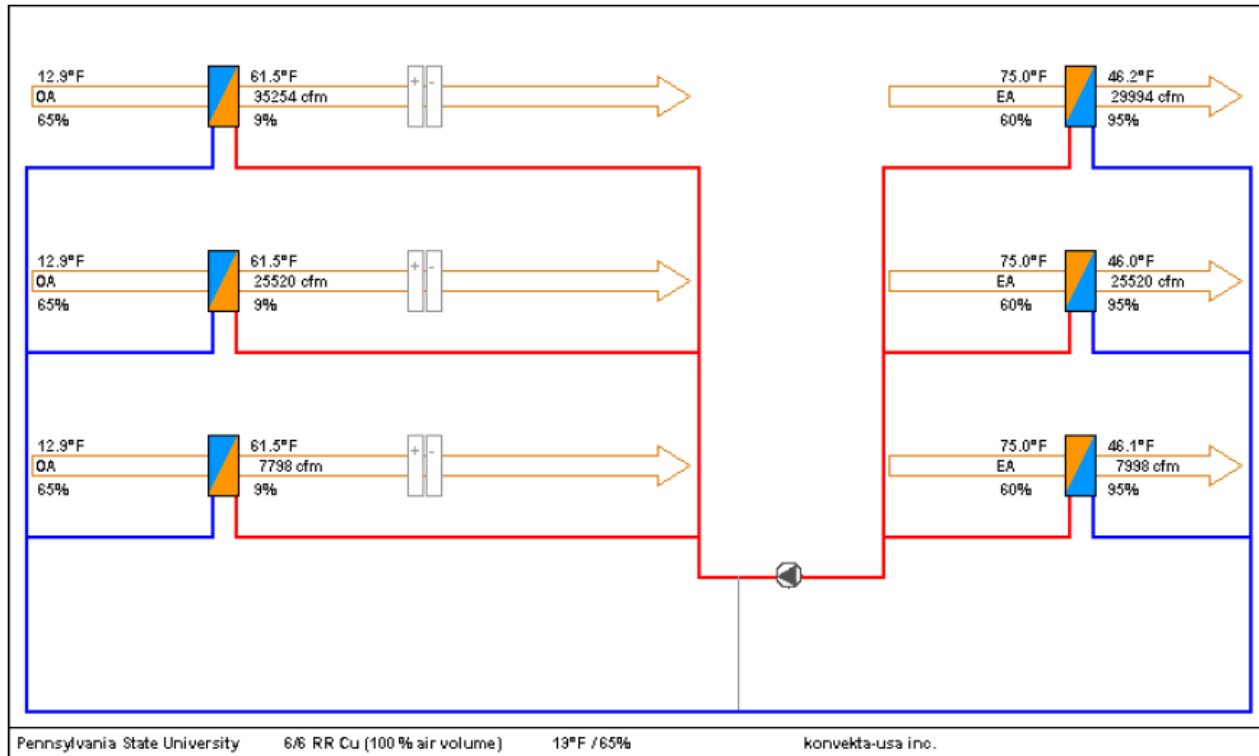 12.9°F 61.5°F 75.0°F 46.2°F
OA 35254 cfm + - EA 29994 cfm
65% 9% 60% 95%
12.9°F 61.5°F 75.0°F 46.0°F
OA 25520 cfm + - EA 25520 cfm
65% 9% 60% 95%
12.9°F 61.5°F 75.0°F 46.1°F
OA 7798 cfm + - EA 7998 cfm
65% 9% 60% 95%
Pennsylvania State University 6/6 RR Cu (100 % air volume) 13°F / 65% konvekta-usa inc.